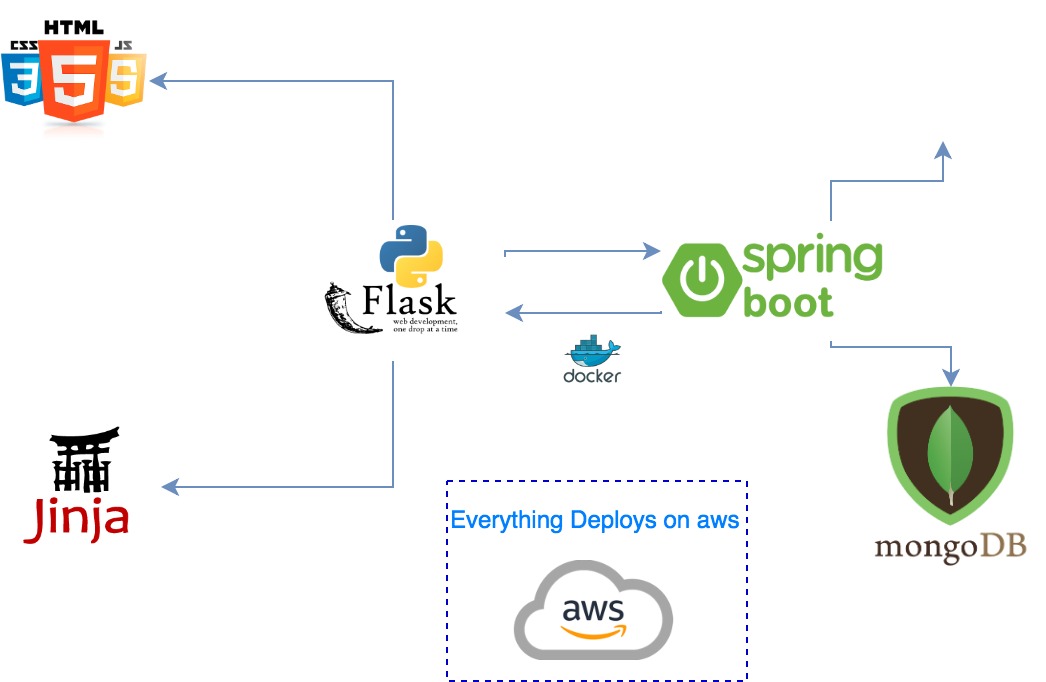 HTML
CSS
JS
3
5
5
spring
boot
Flask
web development,
one drop at a time
docker
Jinja
Everything Deploys on aws
aws
mongoDB